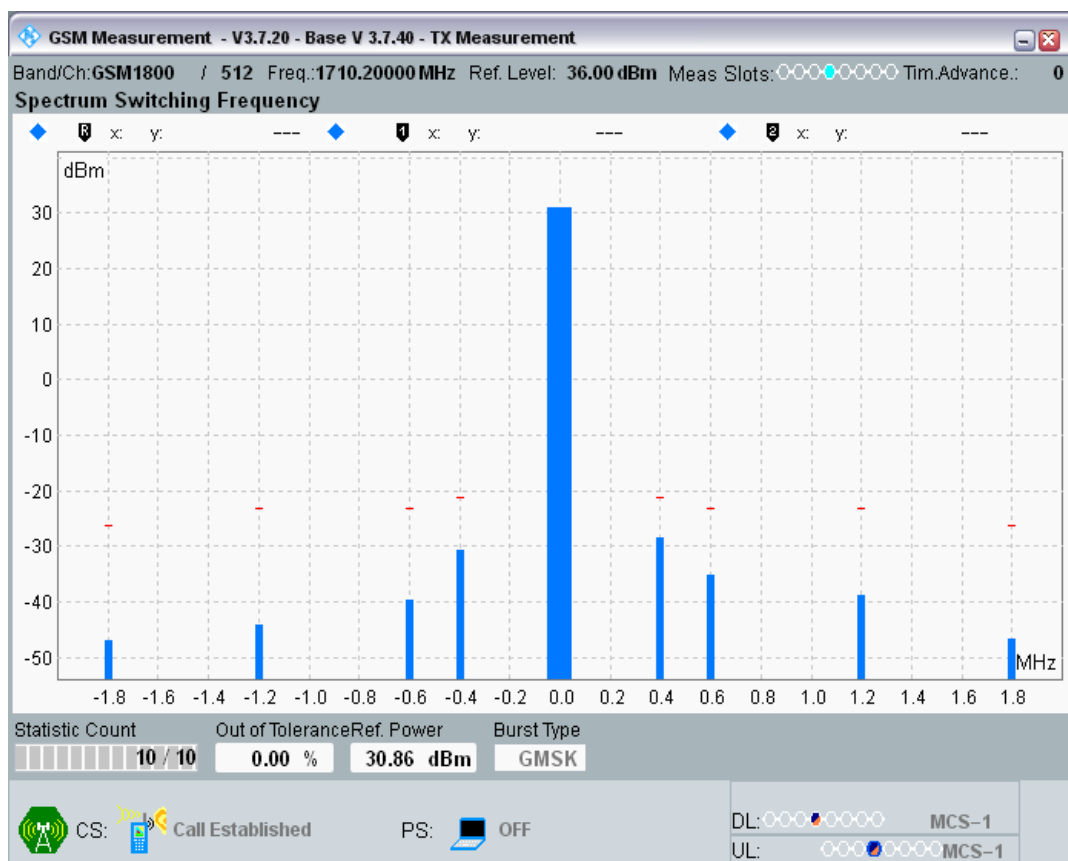 GSM Measurement - V3.7.20 - Base V 3.7.40 - TX Measurement
Band/Ch:GSM1800 / 512 Freq.:1710.20000 MHz Ref. Level: 36.00 dBm Meas Slots: Tim.Advance.: 0
Spectrum Switching Frequency
R x: y: --- 1 x: y: --- 2 x: y: ---
dBm
30
20
10
0
-10
-20
-30
-40
-50
MHz
-1.8 -1.6 -1.4 -1.2 -1.0 -0.8 -0.6 -0.4 -0.2 0.0 0.2 0.4 0.6 0.8 1.0 1.2 1.4 1.6 1.8
Statistic Count Out of Tolerance Ref. Power Burst Type
10 / 10 0.00 % 30.86 dBm GMSK
CS: Call Established PS: OFF
DL: MCS-1
UL: MCS-1